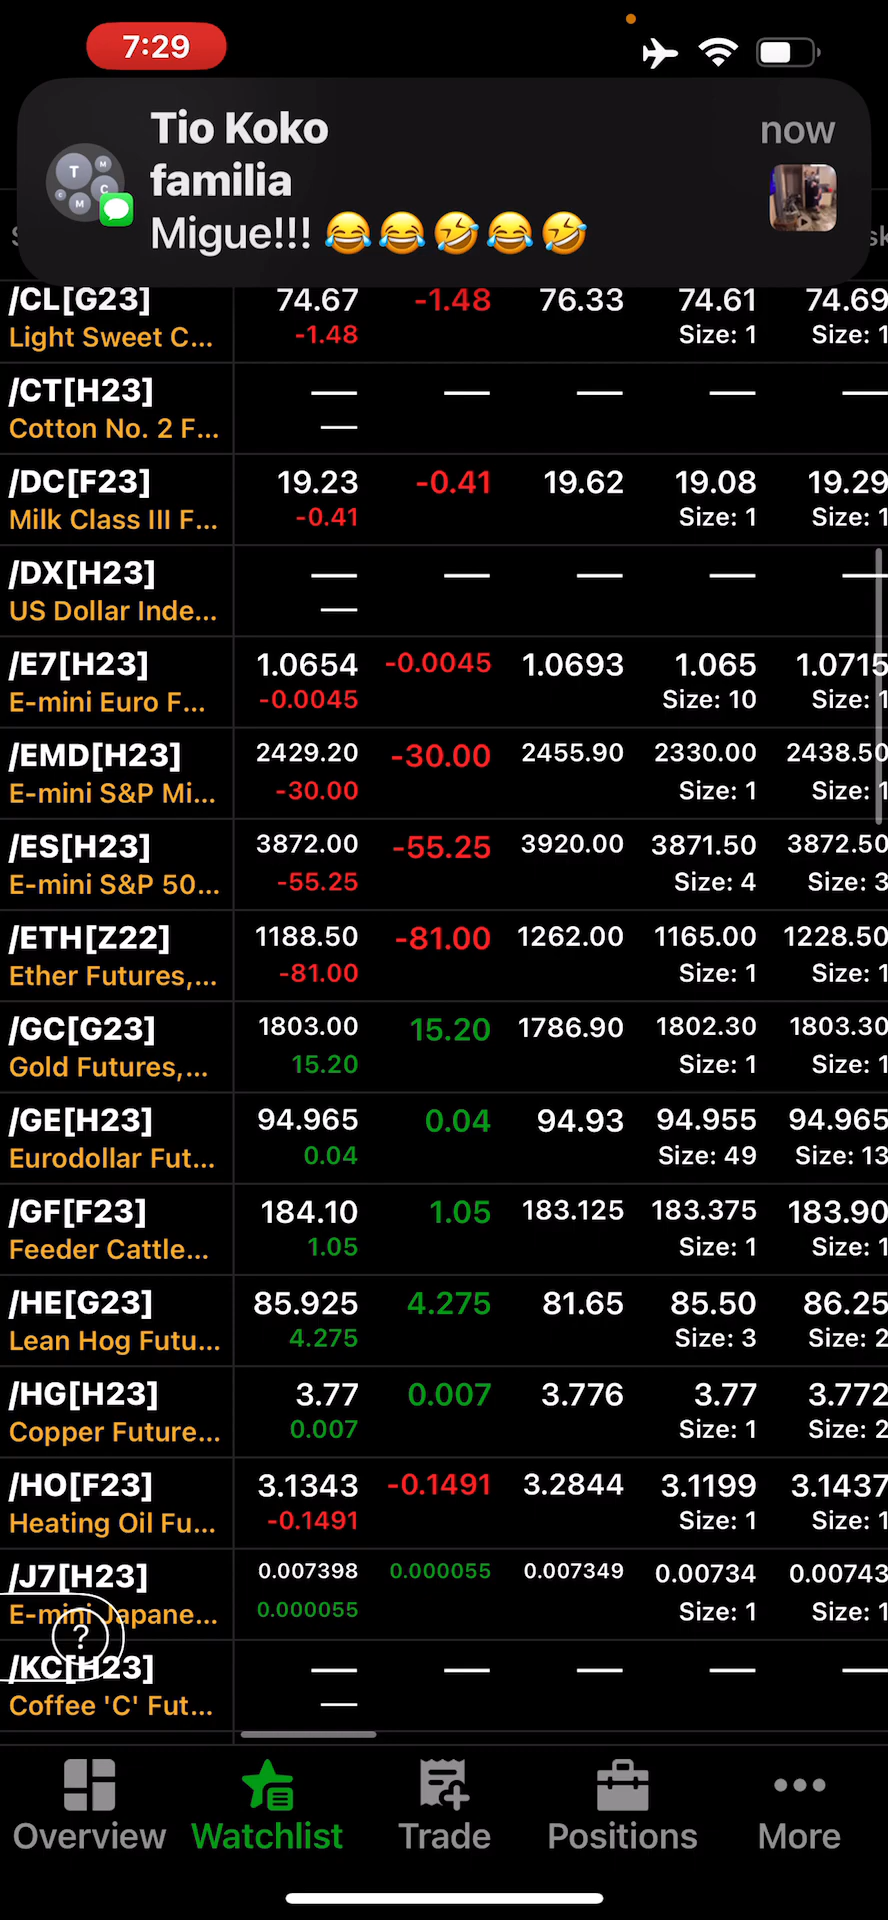 7:29
Tio Koko
familia
now
Migue!!! 😂😂🤣😂🤣
/CL[G23] 74.67 -1.48 76.33 74.61 74.69
Light Sweet C... -1.48 Size: 1 Size: 1
/CT[H23] — — — — —
Cotton No. 2 F... —
/DC[F23] 19.23 -0.41 19.62 19.08 19.29
Milk Class III F... -0.41 Size: 1 Size: 1
/DX[H23] — — — — —
US Dollar Inde... —
/E7[H23] 1.0654 -0.0045 1.0693 1.065 1.0715
E-mini Euro F... -0.0045 Size: 10 Size: 1
/EMD[H23] 2429.20 -30.00 2455.90 2330.00 2438.50
E-mini S&P Mi... -30.00 Size: 1 Size: 1
/ES[H23] 3872.00 -55.25 3920.00 3871.50 3872.50
E-mini S&P 50... -55.25 Size: 4 Size: 3
/ETH[Z22] 1188.50 -81.00 1262.00 1165.00 1228.50
Ether Futures,... -81.00 Size: 1 Size: 1
/GC[G23] 1803.00 15.20 1786.90 1802.30 1803.30
Gold Futures,... 15.20 Size: 1 Size: 1
/GE[H23] 94.965 0.04 94.93 94.955 94.965
Eurodollar Fut... 0.04 Size: 49 Size: 13
/GF[F23] 184.10 1.05 183.125 183.375 183.90
Feeder Cattle... 1.05 Size: 1 Size: 1
/HE[G23] 85.925 4.275 81.65 85.50 86.25
Lean Hog Futu... 4.275 Size: 3 Size: 2
/HG[H23] 3.77 0.007 3.776 3.77 3.772
Copper Future... 0.007 Size: 1 Size: 2
/HO[F23] 3.1343 -0.1491 3.2844 3.1199 3.1437
Heating Oil Fu... -0.1491 Size: 1 Size: 1
/J7[H23] 0.007398 0.000055 0.007349 0.00734 0.00743
E-mini Japane... 0.000055 Size: 1 Size: 1
?
/KC[H23] — — — — —
Coffee 'C' Fut... —
Overview Watchlist Trade Positions More